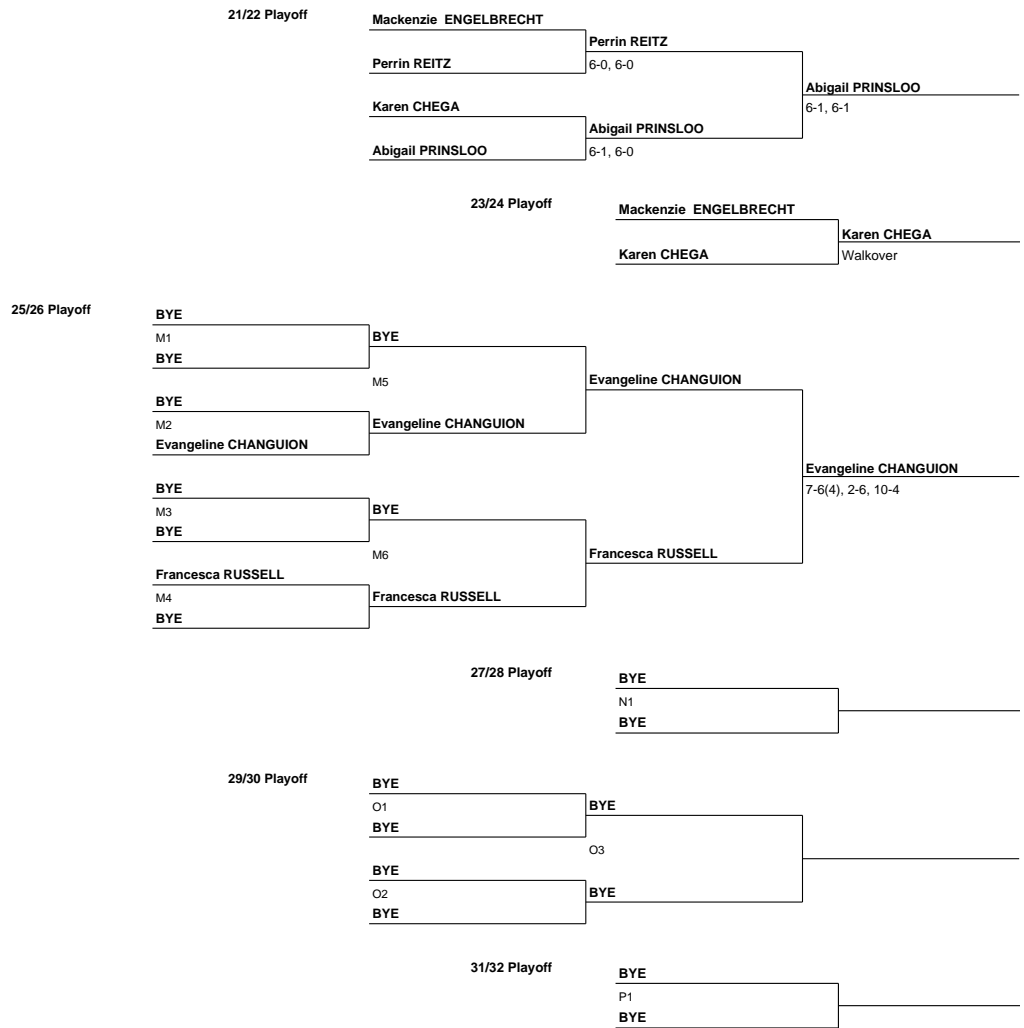 21/22 Playoff
Mackenzie ENGELBRECHT
Perrin REITZ
Perrin REITZ
6-0, 6-0
Abigail PRINSLOO
Karen CHEGA
6-1, 6-1
Abigail PRINSLOO
Abigail PRINSLOO
6-1, 6-0
23/24 Playoff
Mackenzie ENGELBRECHT
Karen CHEGA
Karen CHEGA
Walkover
25/26 Playoff
BYE
M1
BYE
BYE
M5
Evangeline CHANGUION
BYE
M2
Evangeline CHANGUION
Evangeline CHANGUION
Evangeline CHANGUION
7-6(4), 2-6, 10-4
BYE
M3
BYE
BYE
M6
Francesca RUSSELL
Francesca RUSSELL
M4
Francesca RUSSELL
BYE
27/28 Playoff
BYE
N1
BYE
29/30 Playoff
BYE
O1
BYE
BYE
O3
BYE
O2
BYE
BYE
31/32 Playoff
BYE
P1
BYE